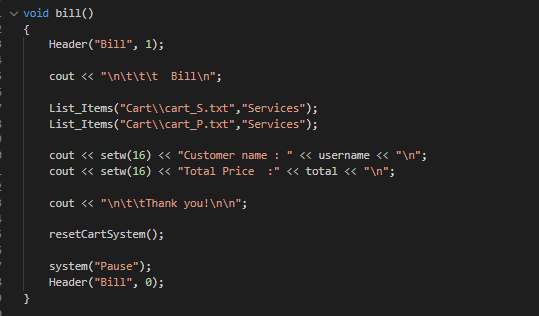 void bill()
{
Header("Bill", 1);
cout << "\n\t\t\t  Bill\n";
List_Items("Cart\\cart_S.txt","Services");
List_Items("Cart\\cart_P.txt","Services");
cout << setw(16) << "Customer name : " << username << "\n";
cout << setw(16) << "Total Price  :" << total << "\n";
cout << "\n\t\tThank you!\n\n";
resetCartSystem();
system("Pause");
Header("Bill", 0);
}